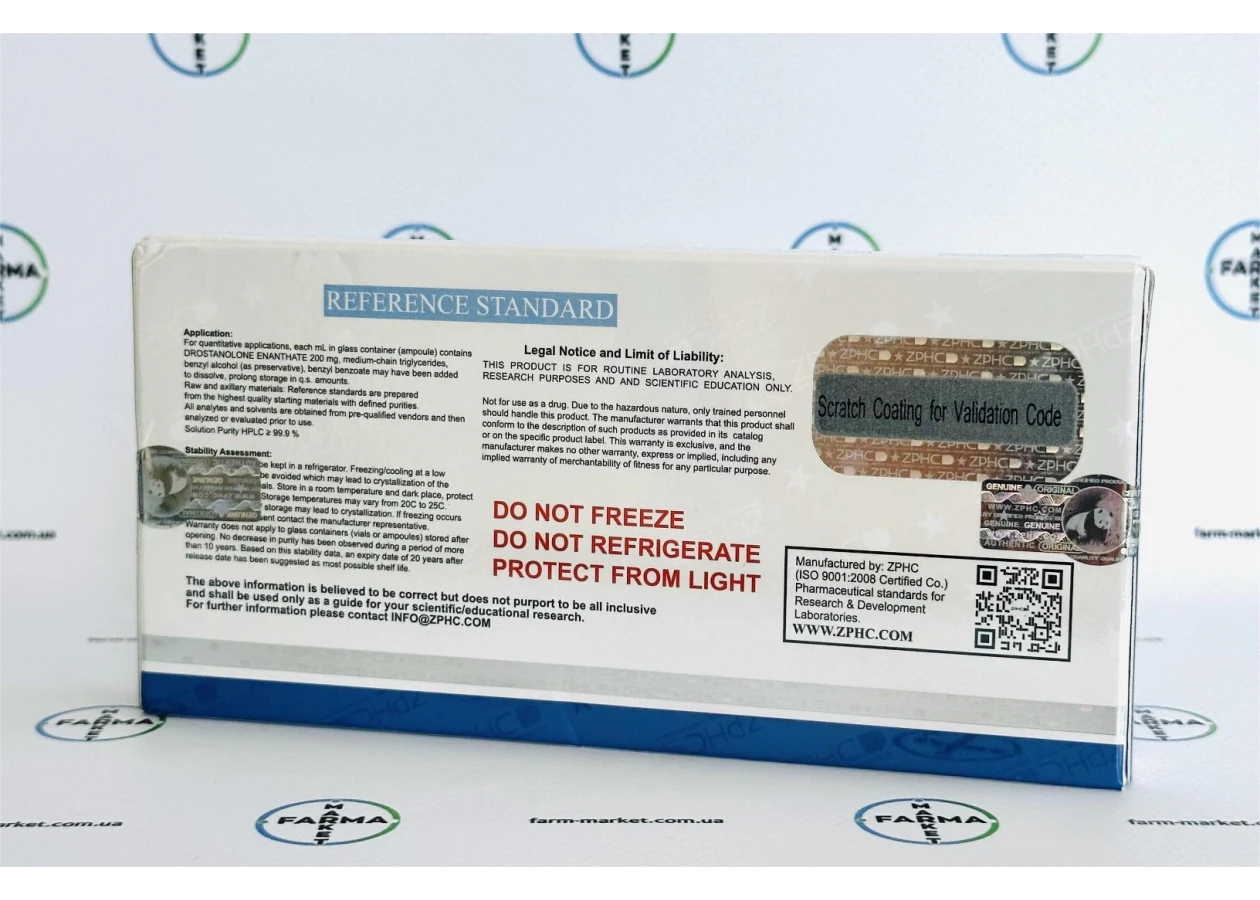 REFERENCE STANDARD
Application:
For quantitative applications, each mL in glass container (ampoule) contains
DROSTANOLONE ENANTHATE 200 mg, medium-chain triglycerides,
benzyl alcohol (as preservative), benzyl benzoate may have been added
to dissolve, prolong storage in q.s. amounts.
Raw and axillary materials: Reference standards are prepared
from the highest quality starting materials with defined purities.
All analytes and solvents are obtained from pre-qualified vendors and then
analyzed or evaluated prior to use.
Solution Purity HPLC ≥ 99.9 %
Stability Assessment:
be kept in a refrigerator. Freezing/cooling at a low
be avoided which may lead to crystallization of the
als. Store in a room temperature and dark place, protect
Storage temperatures may vary from 20C to 25C.
storage may lead to crystallization. If freezing occurs
ent contact the manufacturer representative.
Warranty does not apply to glass containers (vials or ampoules) stored after
opening. No decrease in purity has been observed during a period of more
than 10 years. Based on this stability data, an expiry date of 20 years after
release date has been suggested as most possible shelf life.
The above information is believed to be correct but does not purport to be all inclusive
and shall be used only as a guide for your scientific/educational research.
For further information please contact INFO@ZPHC.COM
Legal Notice and Limit of Liability:
THIS PRODUCT IS FOR ROUTINE LABORATORY ANALYSIS,
RESEARCH PURPOSES AND AND SCIENTIFIC EDUCATION ONLY.
Not for use as a drug. Due to the hazardous nature, only trained personnel
should handle this product. The manufacturer warrants that this product shall
conform to the description of such products as provided in its catalog
or on the specific product label. This warranty is exclusive, and the
manufacturer makes no other warranty, express or implied, including any
implied warranty of merchantability of fitness for any particular purpose.
DO NOT FREEZE
DO NOT REFRIGERATE
PROTECT FROM LIGHT
ZPHC ZPHC ZPHC
Scratch Coating for Validation Code
GENUINE ORIGINAL
WWW.ZPHC.COM
GENUINE GENUINE
AUTHENTIC ORIGINAL
Manufactured by: ZPHC
(ISO 9001:2008 Certified Co.)
Pharmaceutical standards for
Research & Development
Laboratories.
WWW.ZPHC.COM
FARMA
MARKET
farm-market.com.ua
FARMA
MARKET